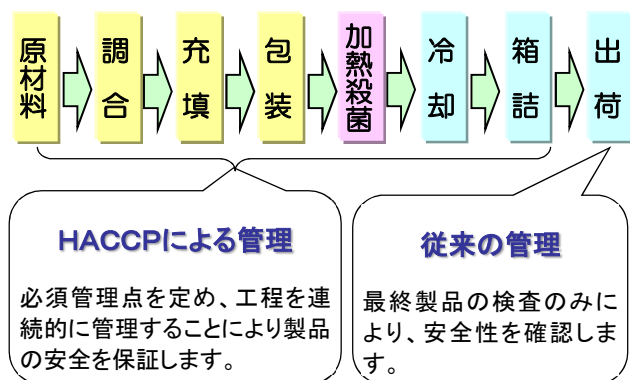 原材料
調合
充填
包装
加熱殺菌
冷却
箱詰
出荷
HACCPによる管理
必須管理点を定め、工程を連
続的に管理することにより製品
の安全を保証します。
従来の管理
最終製品の検査のみに
より、安全性を確認しま
す。